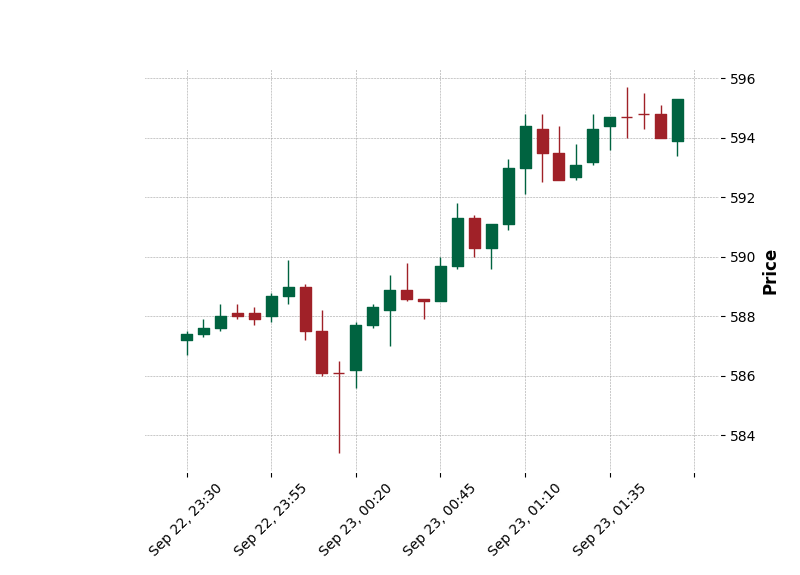 596
594
592
590
588
586
584
Price
Sep 22, 23:30
Sep 22, 23:55
Sep 23, 00:20
Sep 23, 00:45
Sep 23, 01:10
Sep 23, 01:35